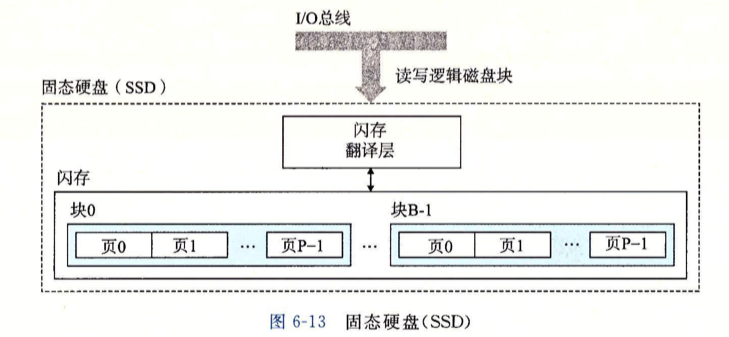 I/O总线
读写逻辑磁盘块
固态硬盘（SSD）
闪存
翻译层
闪存
块0
块B-1
页0 页1 … 页P-1 … 页0 页1 … 页P-1
图 6-13 固态硬盘(SSD)